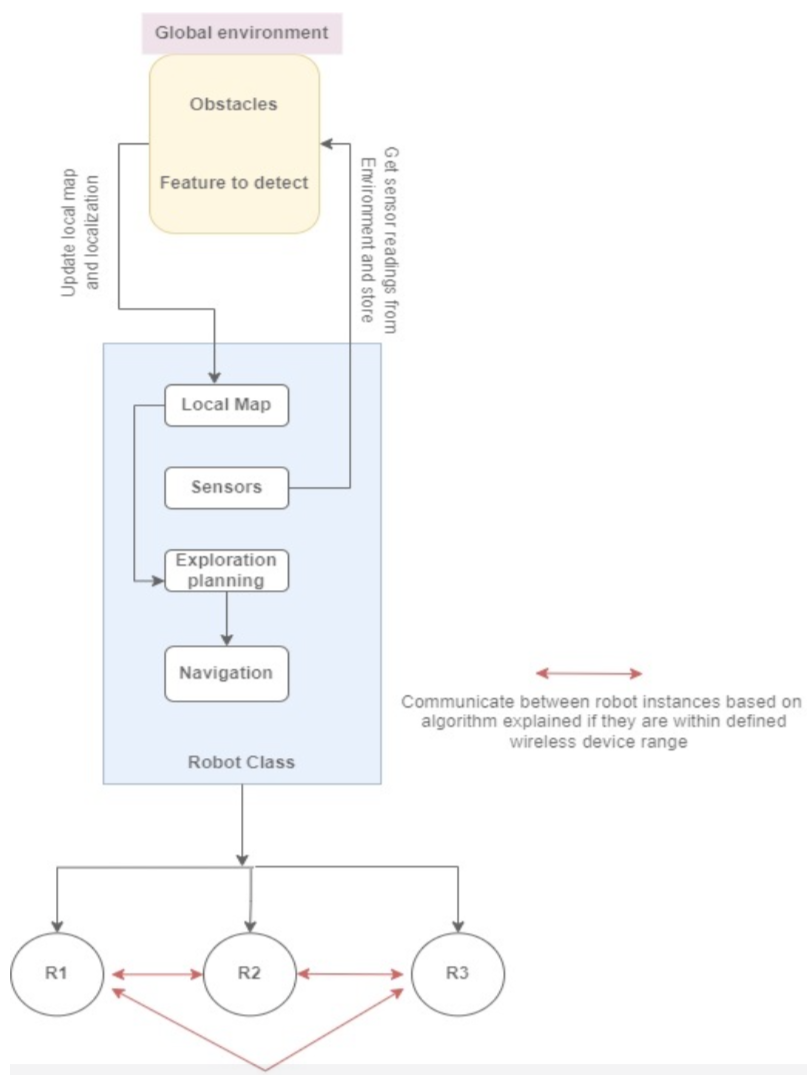 Global environment
Obstacles
Feature to detect
Update local map
and localization
Get sensor readings from
Environment and store
Local Map
Sensors
Exploration
planning
Navigation
Robot Class
Communicate between robot instances based on
algorithm explained if they are within defined
wireless device range
R1
R2
R3